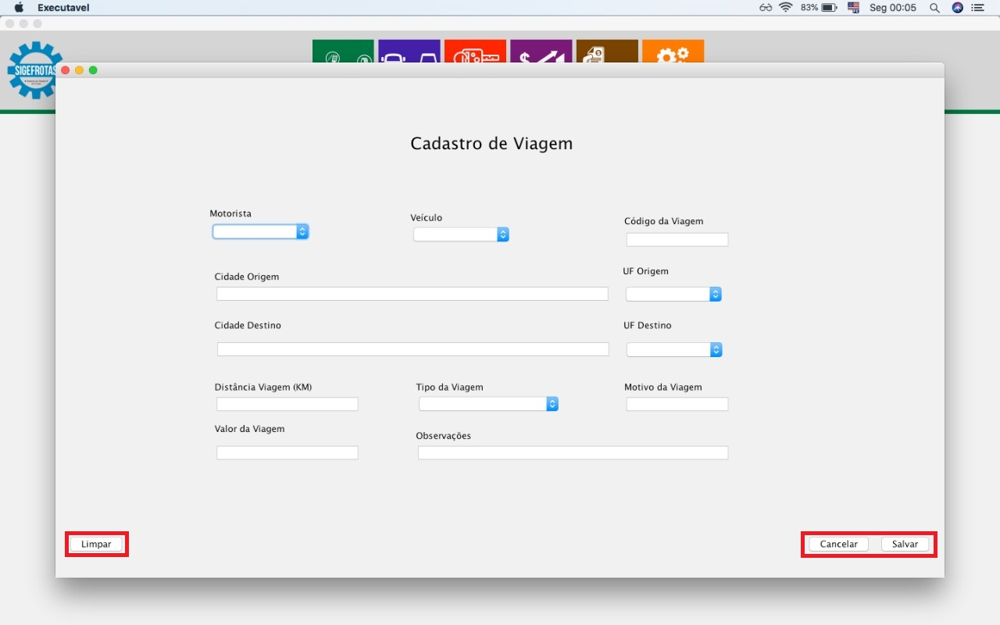 Executavel
83%
Seg 00:05
SIGEFROTAS
Cadastro de Viagem
Motorista
Veículo
Código da Viagem
Cidade Origem
UF Origem
Cidade Destino
UF Destino
Distância Viagem (KM)
Tipo da Viagem
Motivo da Viagem
Valor da Viagem
Observações
Limpar
Cancelar
Salvar